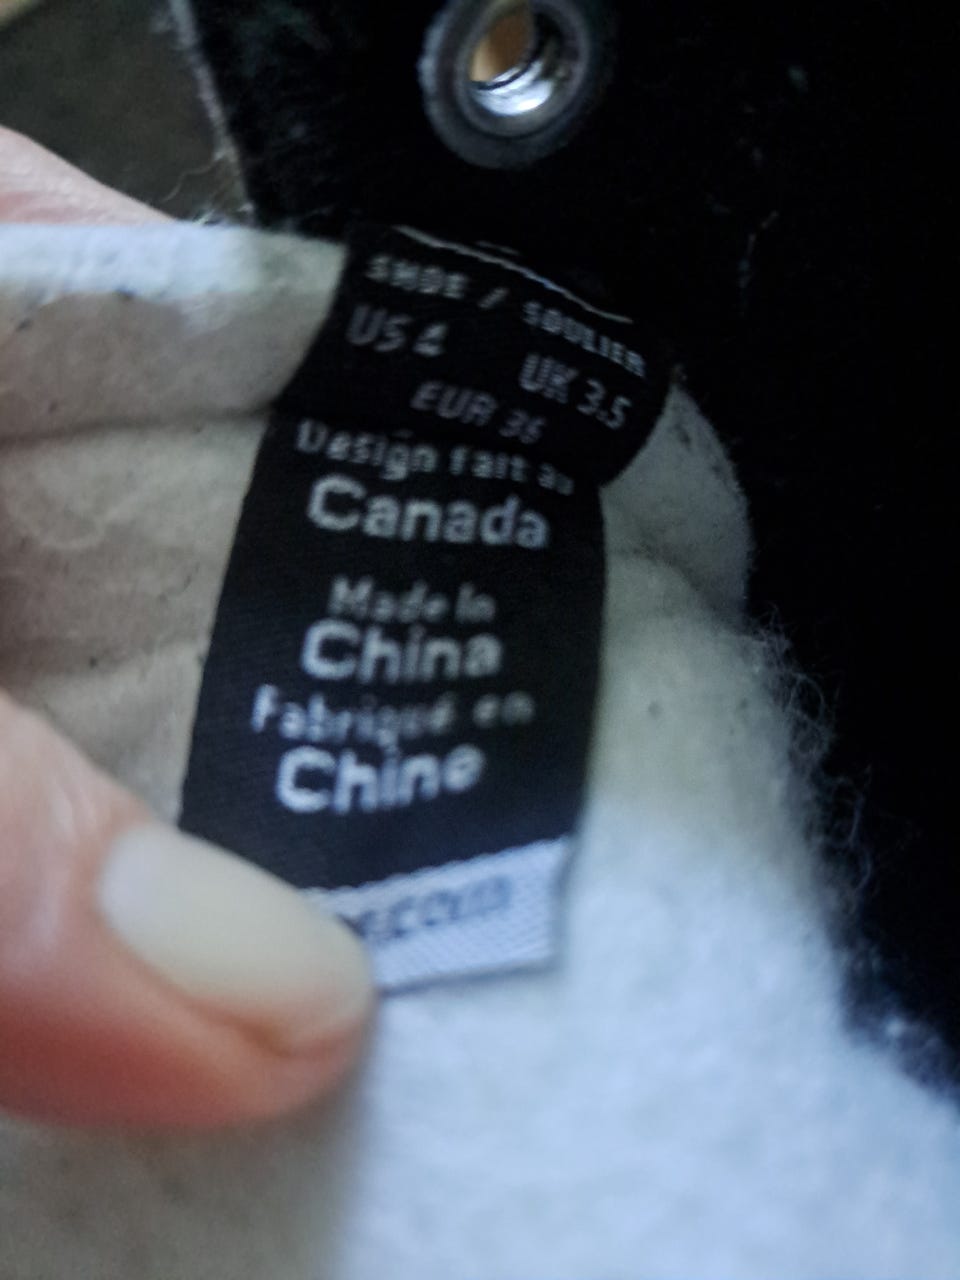 SHOE / SOULIER
US 4 UK 3.5
EUR 36
Design fait au
Canada
Made in
China
Fabriqué en
Chine